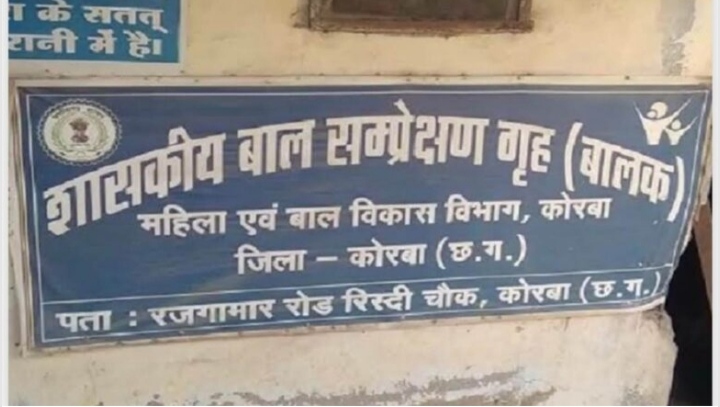 के सतत्
रानी में है।
शासकीय बाल सम्प्रेक्षण गृह (बालक)
महिला एवं बाल विकास विभाग, कोरबा
जिला – कोरबा (छ.ग.)
पता : रजगामार रोड रिस्दी चौक, कोरबा (छ.ग.)